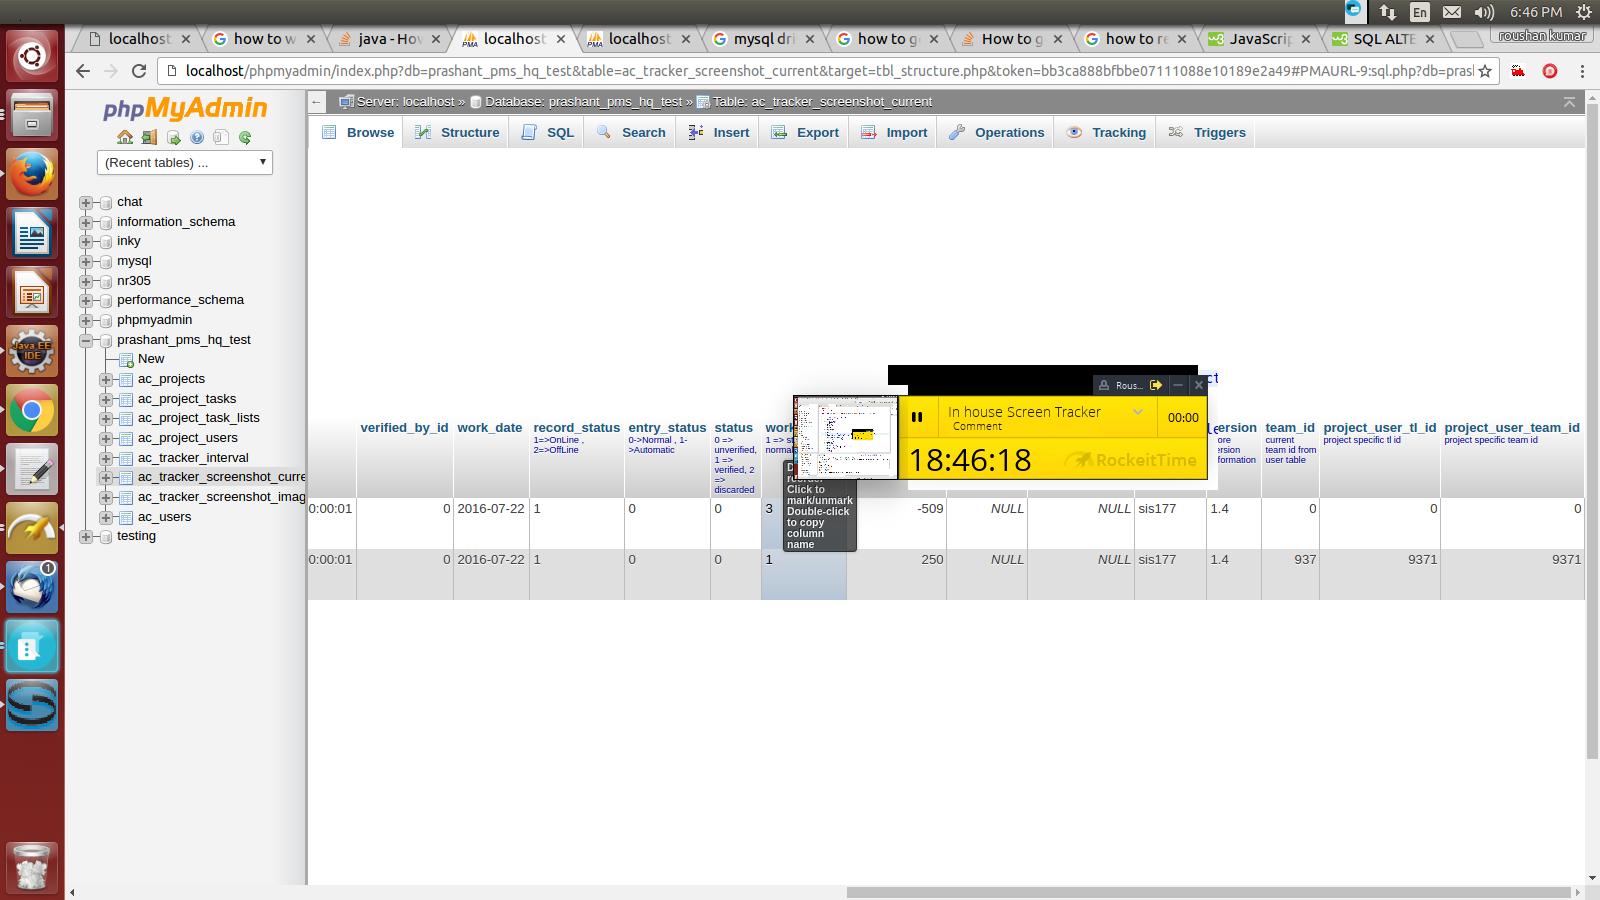 6:46 PM
En
localhost
how to w
java - Hov
localhost
localhost
mysql dri
how to g
How to g
how to re
JavaScrip
SQL ALTE
roushan kumar
localhost/phpmyadmin/index.php?db=prashant_pms_hq_test&table=ac_tracker_screenshot_current&target=tbl_structure.php&token=bb3ca888bfbbe07111088e10189e2a49#PMAURL-9:sql.php?db=pras
phpMyAdmin
(Recent tables) ...
chat
information_schema
inky
mysql
nr305
performance_schema
phpmyadmin
prashant_pms_hq_test
New
ac_projects
ac_project_tasks
ac_project_task_lists
ac_project_users
ac_tracker_interval
ac_tracker_screenshot_curre
ac_tracker_screenshot_imag
ac_users
testing
Java EE IDE
1
Server: localhost » Database: prashant_pms_hq_test » Table: ac_tracker_screenshot_current
Browse Structure SQL Search Insert Export Import Operations Tracking Triggers
Rous...
In house Screen Tracker
Comment
00:00
18:46:18
RockeitTime
verified_by_id work_date record_status entry_status status work ersion team_id project_user_tl_id project_user_team_id
1=>OnLine ,
2=>OffLine
0->Normal , 1-
>Automatic
0 =>
unverified,
1 =>
verified, 2
=>
discarded
ore
rsion
formation
current
team id from
user table
project specific tl id
project specific team id
Click to
mark/unmark
Double-click
to copy
column
name
0:00:01 0 2016-07-22 1 0 0 3 -509 NULL NULL sis177 1.4 0 0 0
0:00:01 0 2016-07-22 1 0 0 1 250 NULL NULL sis177 1.4 937 9371 9371